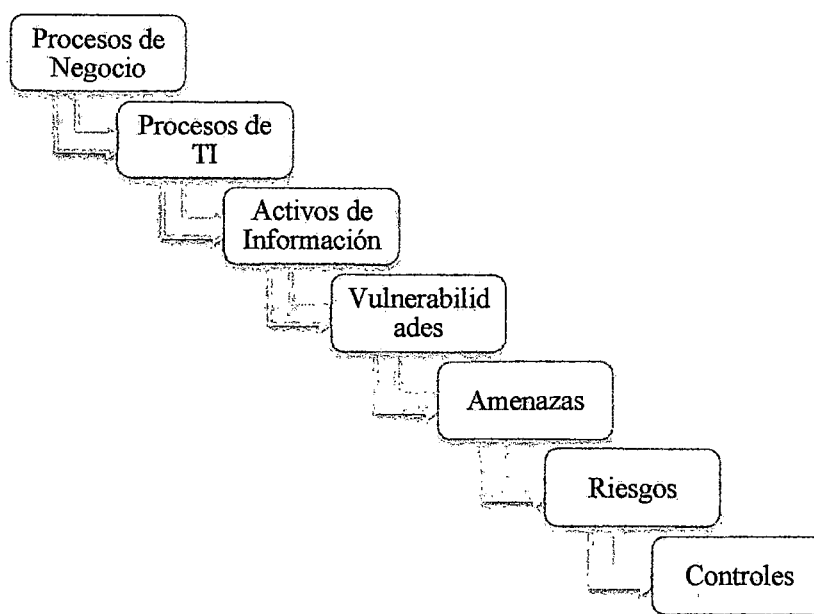 Procesos de
Negocio
Procesos de
TI
Activos de
Información
Vulnerabilid
ades
Amenazas
Riesgos
Controles